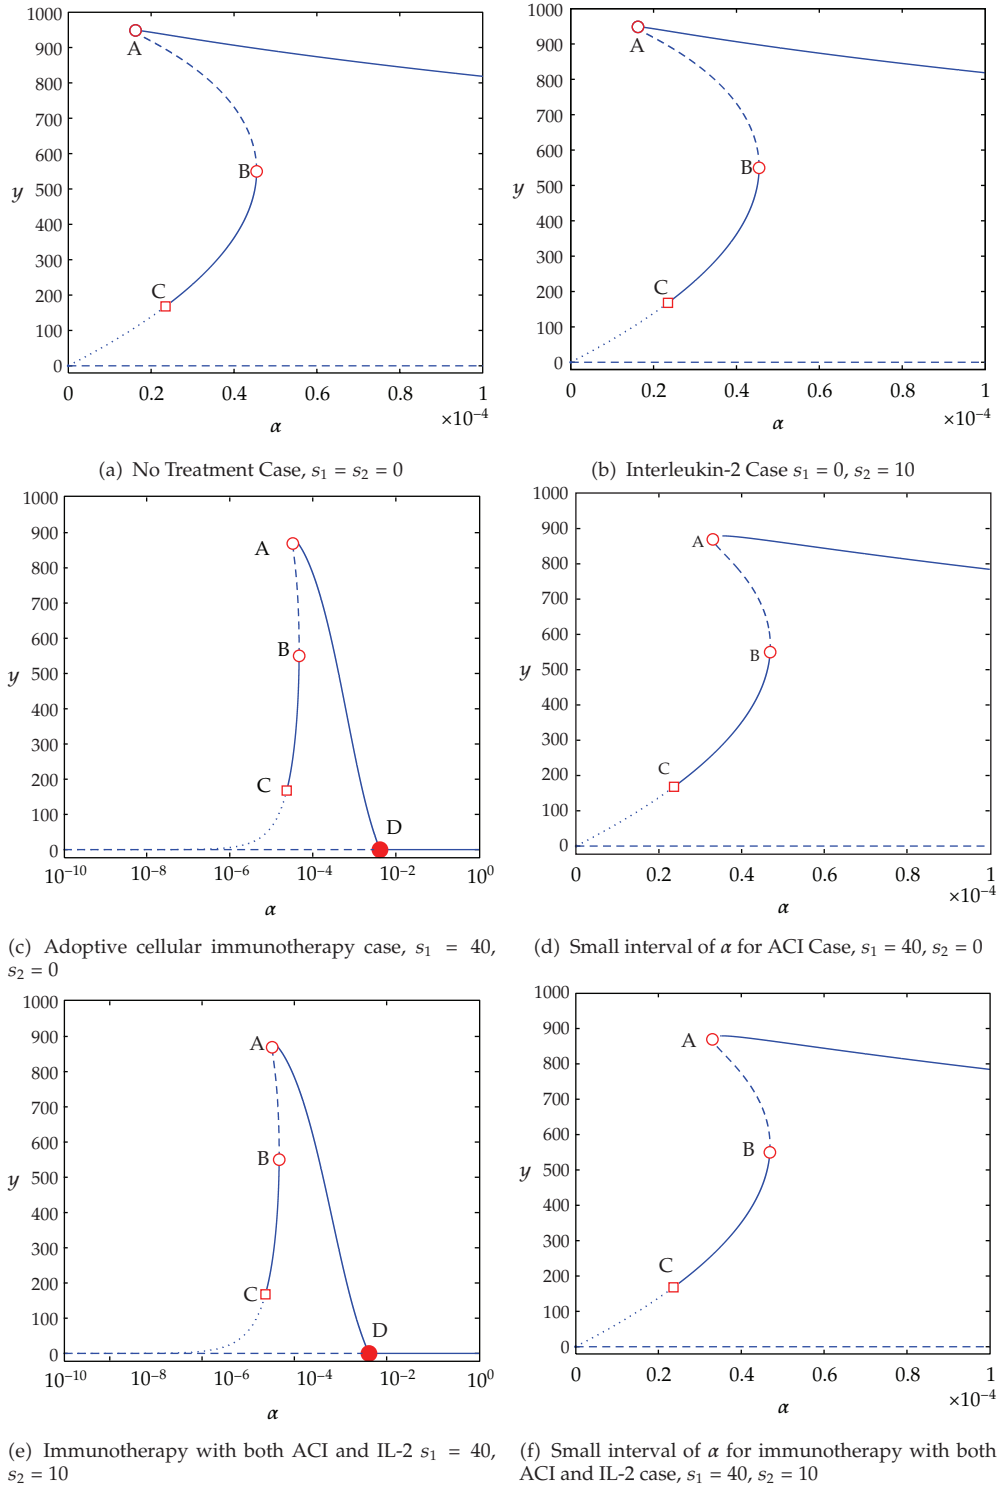 1000
900
800
700
600
500
400
300
200
100
0
y
A
B
C
0 0.2 0.4 0.6 0.8 1
×10−4
α
(a) No Treatment Case, s1 = s2 = 0
1000
900
800
700
600
500
400
300
200
100
0
y
A
B
C
0 0.2 0.4 0.6 0.8 1
×10−4
α
(b) Interleukin-2 Case s1 = 0, s2 = 10
1000
900
800
700
600
500
400
300
200
100
0
y
A
B
C
D
10−10 10−8 10−6 10−4 10−2 100
α
(c) Adoptive cellular immunotherapy case, s1 = 40,
s2 = 0
1000
900
800
700
600
500
400
300
200
100
0
y
A
B
C
0 0.2 0.4 0.6 0.8 1
×10−4
α
(d) Small interval of α for ACI Case, s1 = 40, s2 = 0
1000
900
800
700
600
500
400
300
200
100
0
y
A
B
C
D
10−10 10−8 10−6 10−4 10−2 100
α
(e) Immunotherapy with both ACI and IL-2 s1 = 40,
s2 = 10
1000
900
800
700
600
500
400
300
200
100
0
y
A
B
C
0 0.2 0.4 0.6 0.8 1
×10−4
α
(f) Small interval of α for immunotherapy with both
ACI and IL-2 case, s1 = 40, s2 = 10